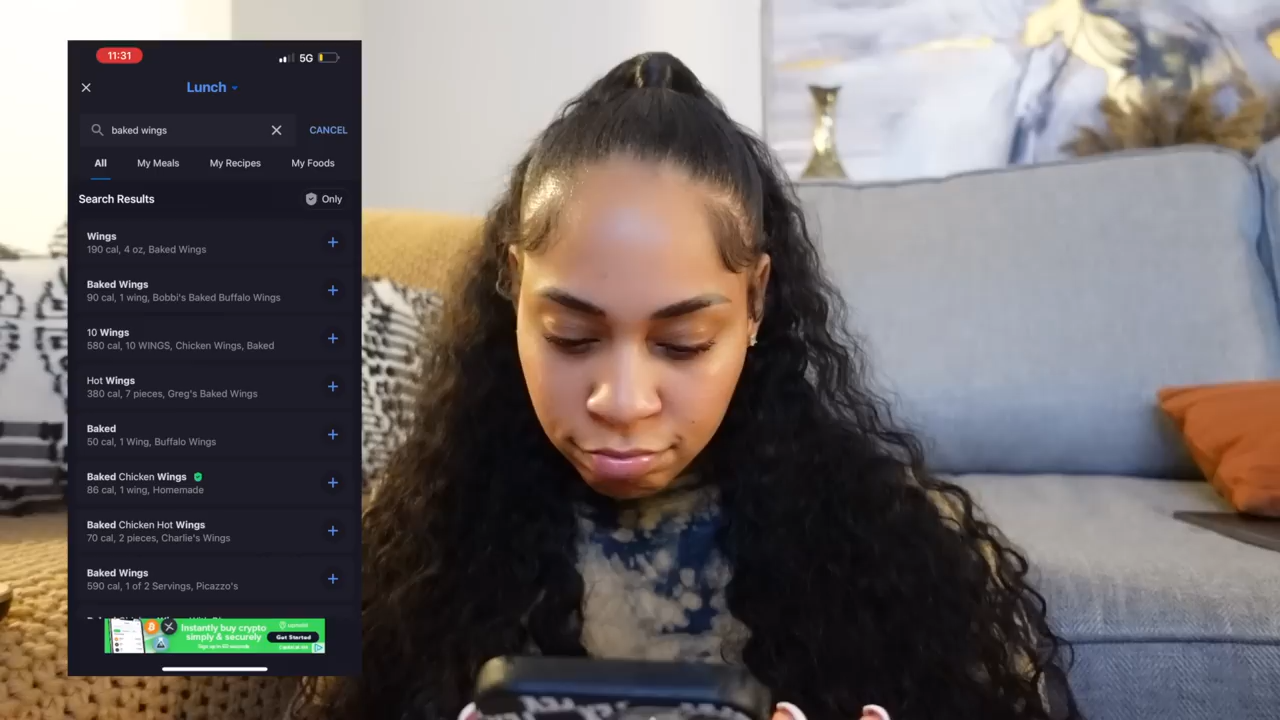 11:31
5G
Lunch
baked wings
CANCEL
All
My Meals
My Recipes
My Foods
Search Results
Only
Wings
190 cal, 4 oz, Baked Wings
Baked Wings
90 cal, 1 wing, Bobbi's Baked Buffalo Wings
10 Wings
580 cal, 10 WINGS, Chicken Wings, Baked
Hot Wings
380 cal, 7 pieces, Greg's Baked Wings
Baked
50 cal, 1 Wing, Buffalo Wings
Baked Chicken Wings
86 cal, 1 wing, Homemade
Baked Chicken Hot Wings
70 cal, 2 pieces, Charlie's Wings
Baked Wings
590 cal, 1 of 2 Servings, Picazzo's
Instantly buy crypto
simply & securely
Get Started